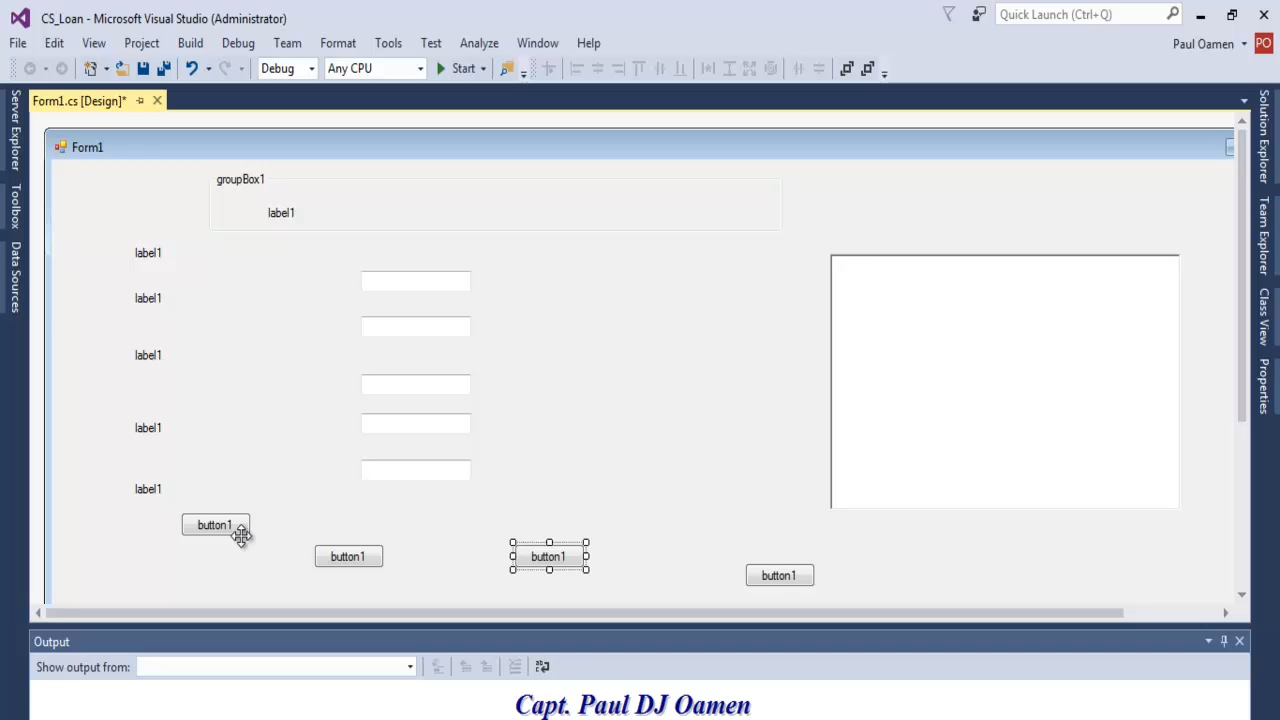 CS_Loan - Microsoft Visual Studio (Administrator)
Quick Launch (Ctrl+Q)
File Edit View Project Build Debug Team Format Tools Test Analyze Window Help
Paul Oamen PO
Debug Any CPU Start
Form1.cs [Design]*
Server Explorer
Toolbox
Data Sources
Form1
groupBox1
label1
label1
label1
label1
label1
label1
button1
button1
button1
button1
Solution Explorer
Team Explorer
Class View
Properties
Output
Show output from:
Capt. Paul DJ Oamen